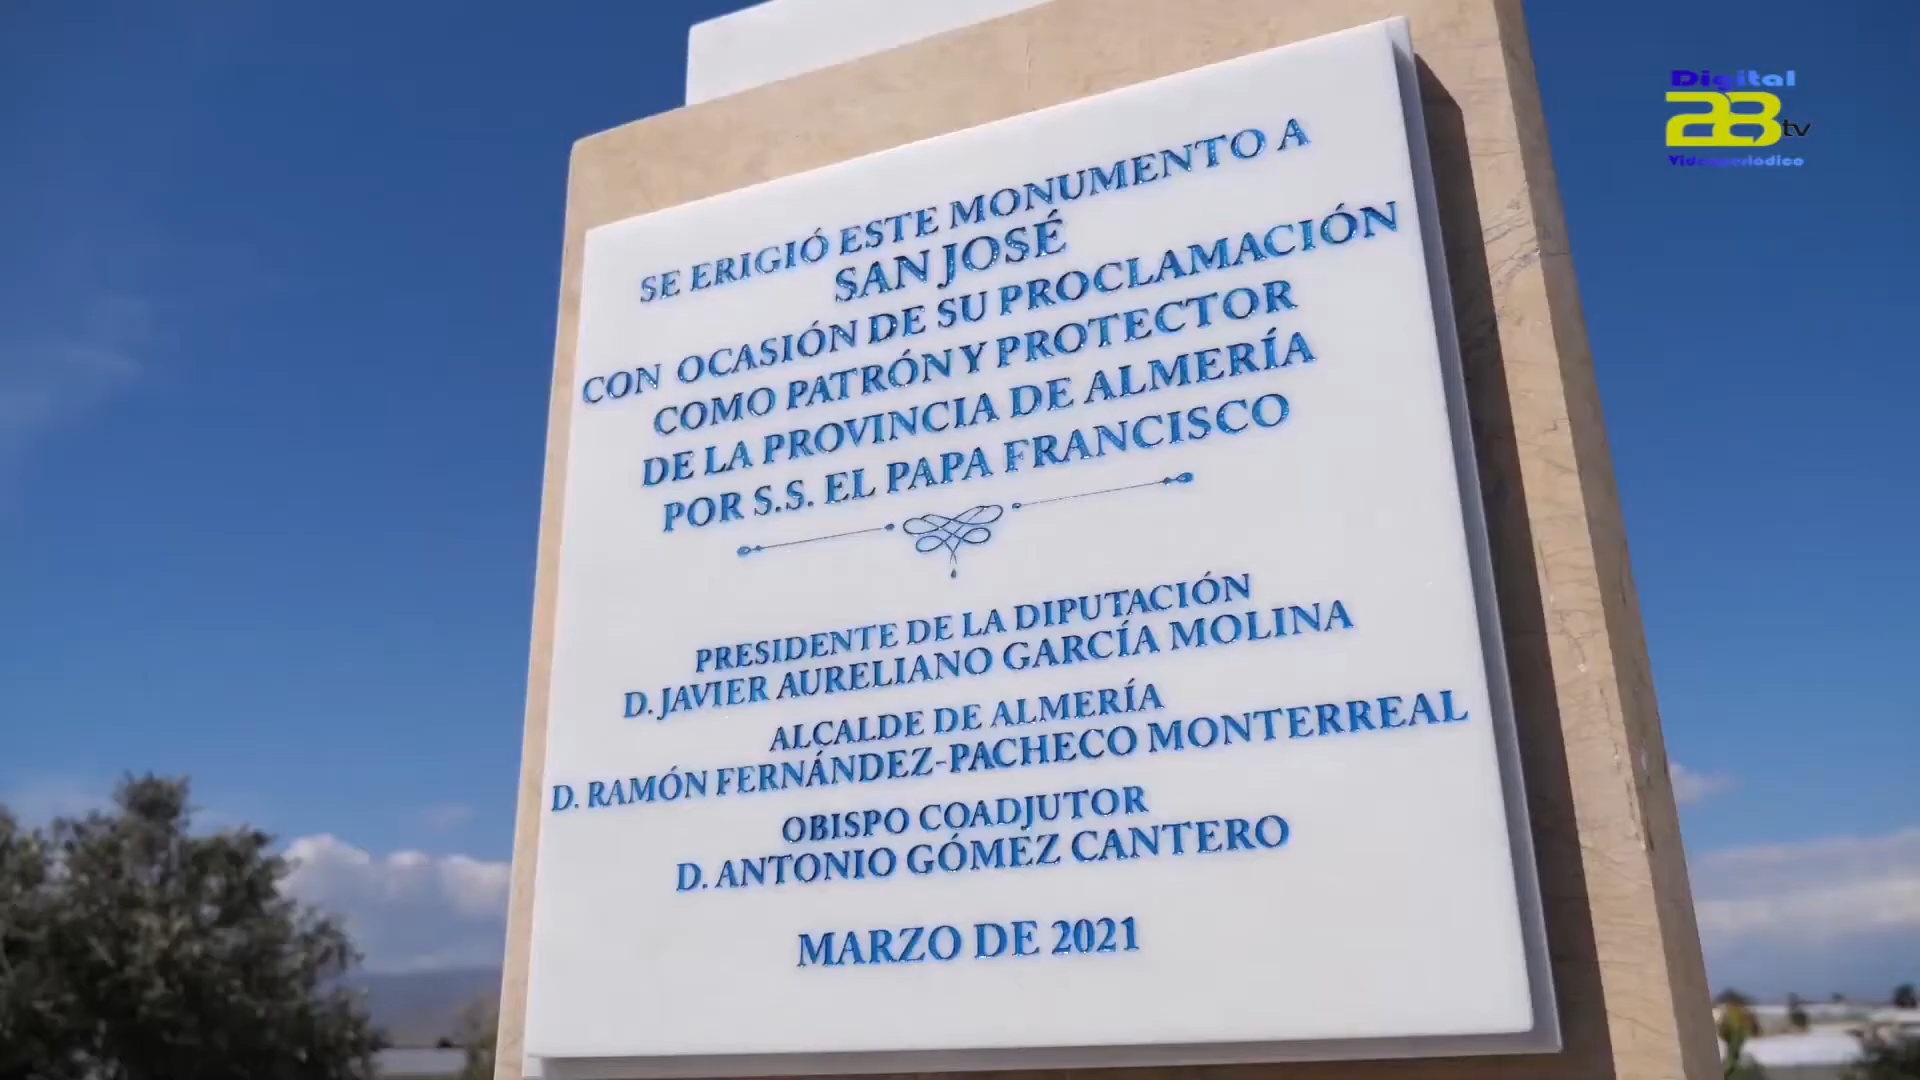 SE ERIGIÓ ESTE MONUMENTO A
SAN JOSÉ
CON OCASIÓN DE SU PROCLAMACIÓN
COMO PATRÓN Y PROTECTOR
DE LA PROVINCIA DE ALMERÍA
POR S.S. EL PAPA FRANCISCO
PRESIDENTE DE LA DIPUTACIÓN
D. JAVIER AURELIANO GARCÍA MOLINA
ALCALDE DE ALMERÍA
D. RAMÓN FERNÁNDEZ-PACHECO MONTERREAL
OBISPO COADJUTOR
D. ANTONIO GÓMEZ CANTERO
MARZO DE 2021
Digital
23 tv
Videoperiódico